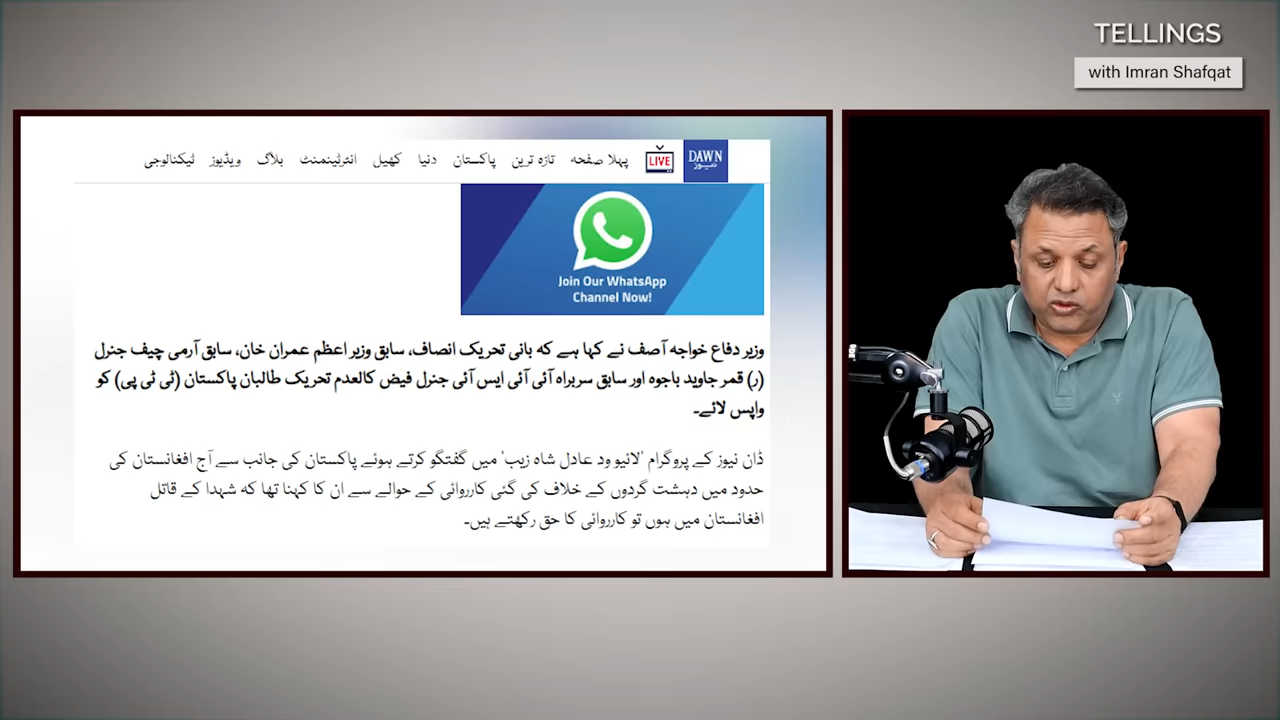 TELLINGS
with Imran Shafqat
DAWN
نیوز
LIVE
پہلا صفحہ تازہ ترین پاکستان دنیا کھیل انٹرٹینمنٹ بلاگ ویڈیوز ٹیکنالوجی
Join Our WhatsApp
Channel Now!
وزیر دفاع خواجہ آصف نے کہا ہے کہ بانی تحریک انصاف، سابق وزیر اعظم عمران خان، سابق آرمی چیف جنرل
(ر) قمر جاوید باجوہ اور سابق سربراہ آئی آئی ایس آئی جنرل فیض کالعدم تحریک طالبان پاکستان (ٹی ٹی پی) کو
واپس لائے۔
ڈان نیوز کے پروگرام ’لائیو ود عادل شاہ زیب‘ میں گفتگو کرتے ہوئے پاکستان کی جانب سے آج افغانستان کی
حدود میں دہشت گردوں کے خلاف کی گئی کارروائی کے حوالے سے ان کا کہنا تھا کہ شہدا کے قاتل
افغانستان میں ہوں تو کارروائی کا حق رکھتے ہیں۔